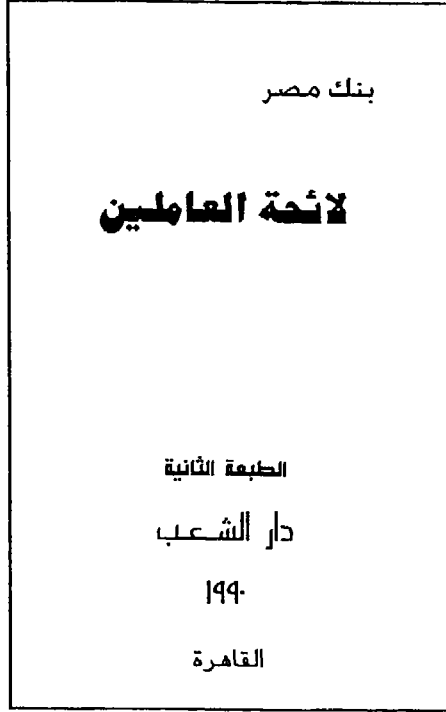 بنك مصر
لائحة العاملين
الطبعة الثانية
دار الشعب
١٩٩٠
القاهرة